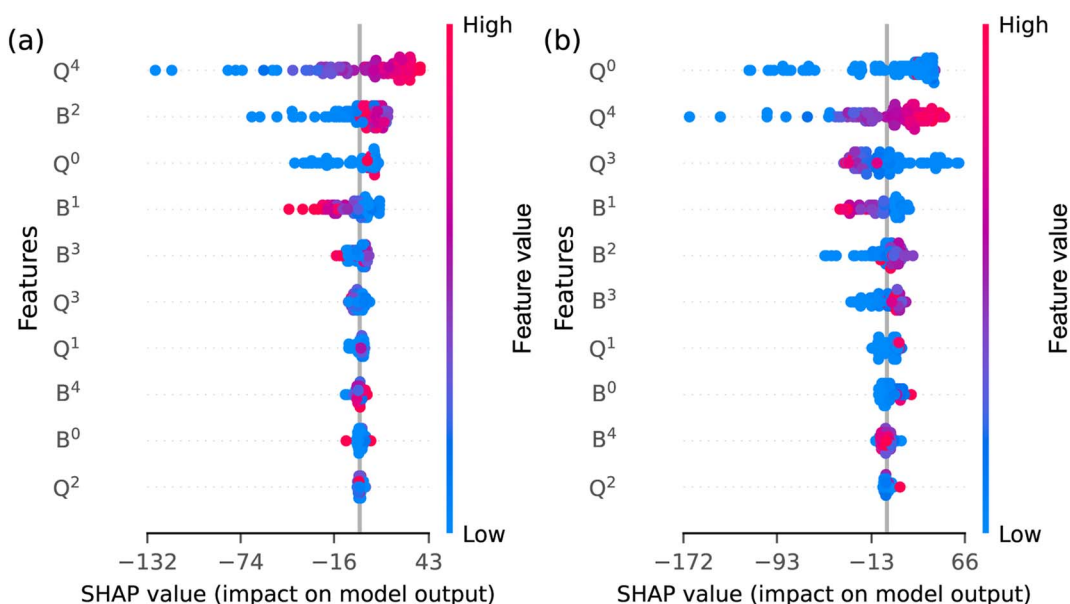 (a)
High
Q⁴
B²
Q⁰
B¹
B³
Q³
Q¹
B⁴
B⁰
Q²
Features
Feature value
Low
−132 −74 −16 43
SHAP value (impact on model output)
(b)
High
Q⁰
Q⁴
Q³
B¹
B²
B³
Q¹
B⁰
B⁴
Q²
Features
Feature value
Low
−172 −93 −13 66
SHAP value (impact on model output)